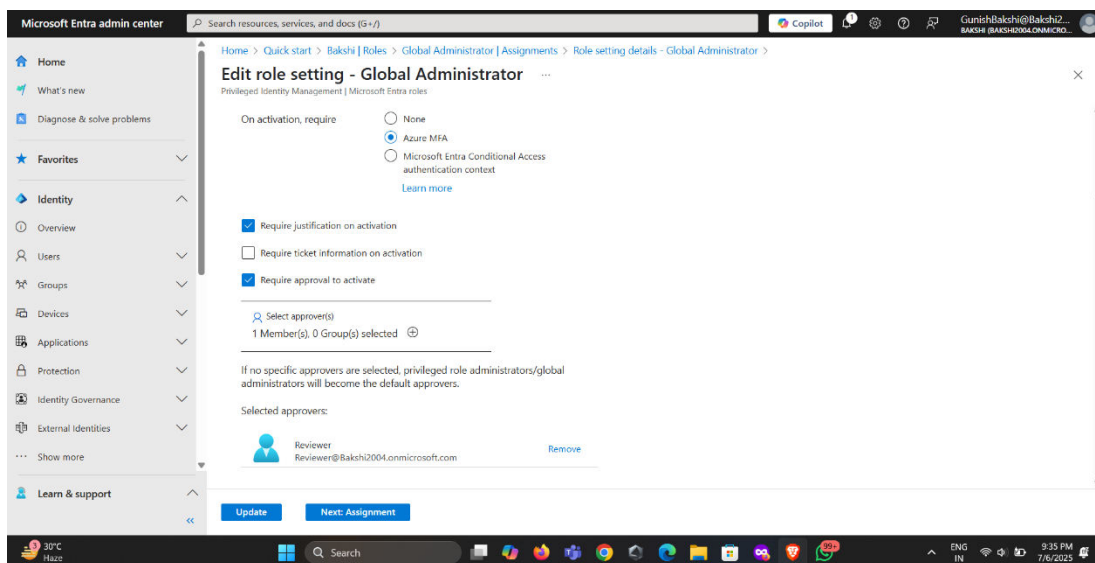 Microsoft Entra admin center
Search resources, services, and docs (G+/)
Copilot
1
GunishBakshi@Bakshi2...
BAKSHI (BAKSHI2004.ONMICRO...
Home > Quick start > Bakshi | Roles > Global Administrator | Assignments > Role setting details - Global Administrator >
Edit role setting - Global Administrator ...
Privileged Identity Management | Microsoft Entra roles
Home
What's new
Diagnose & solve problems
Favorites
Identity
Overview
Users
Groups
Devices
Applications
Protection
Identity Governance
External Identities
Show more
Learn & support
On activation, require
None
Azure MFA
Microsoft Entra Conditional Access
authentication context
Learn more
Require justification on activation
Require ticket information on activation
Require approval to activate
Select approver(s)
1 Member(s), 0 Group(s) selected
If no specific approvers are selected, privileged role administrators/global
administrators will become the default approvers.
Selected approvers:
Reviewer
Reviewer@Bakshi2004.onmicrosoft.com
Remove
Update
Next: Assignment
3
30°C
Haze
Search
99+
ENG
IN
9:35 PM
7/6/2025